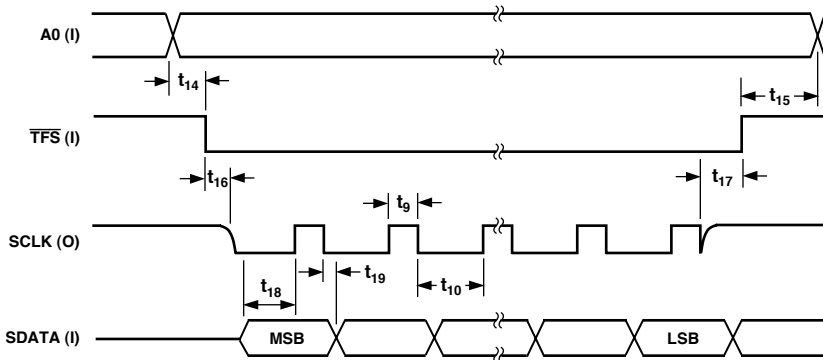 A0 (I)
t14
t15
TFS (I)
t16
t17
t9
SCLK (O)
t18
t19
t10
SDATA (I)
MSB
LSB